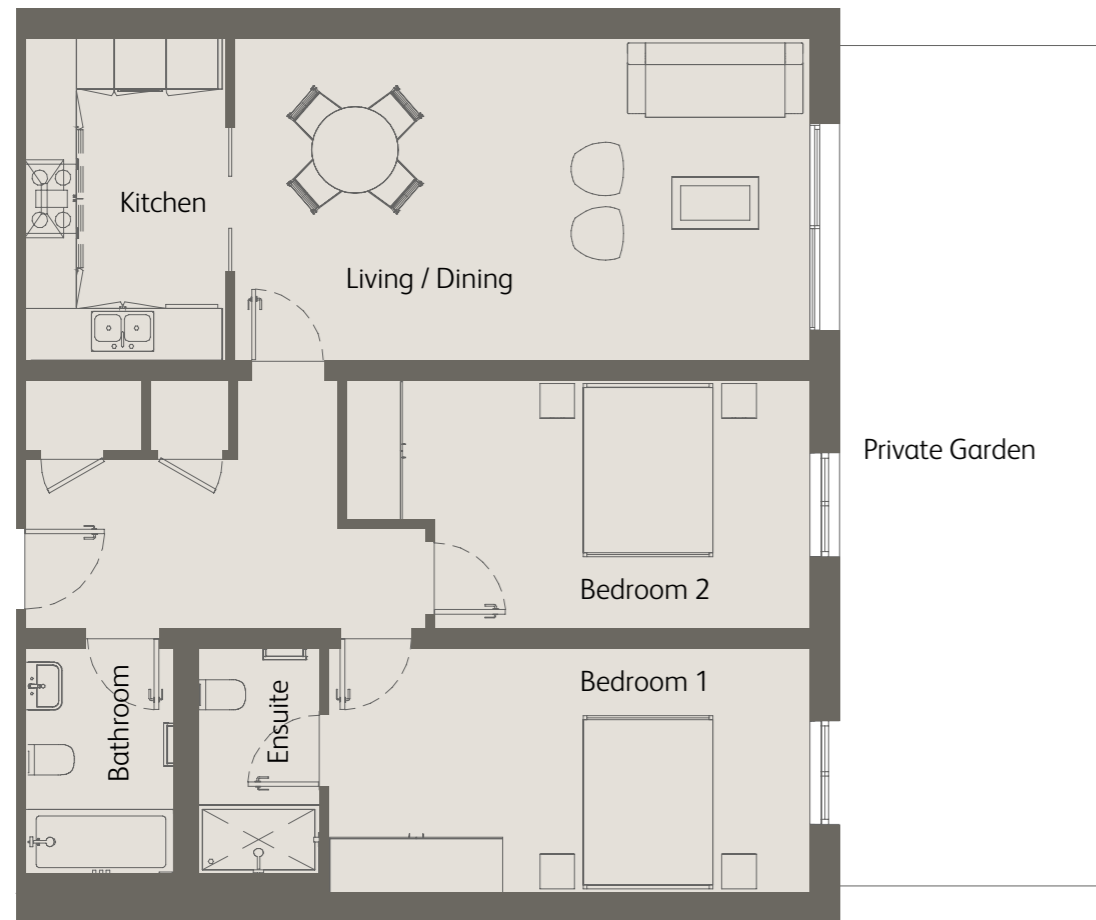 Kitchen
Living / Dining
Private Garden
Bedroom 2
Bedroom 1
Bathroom
Ensuite